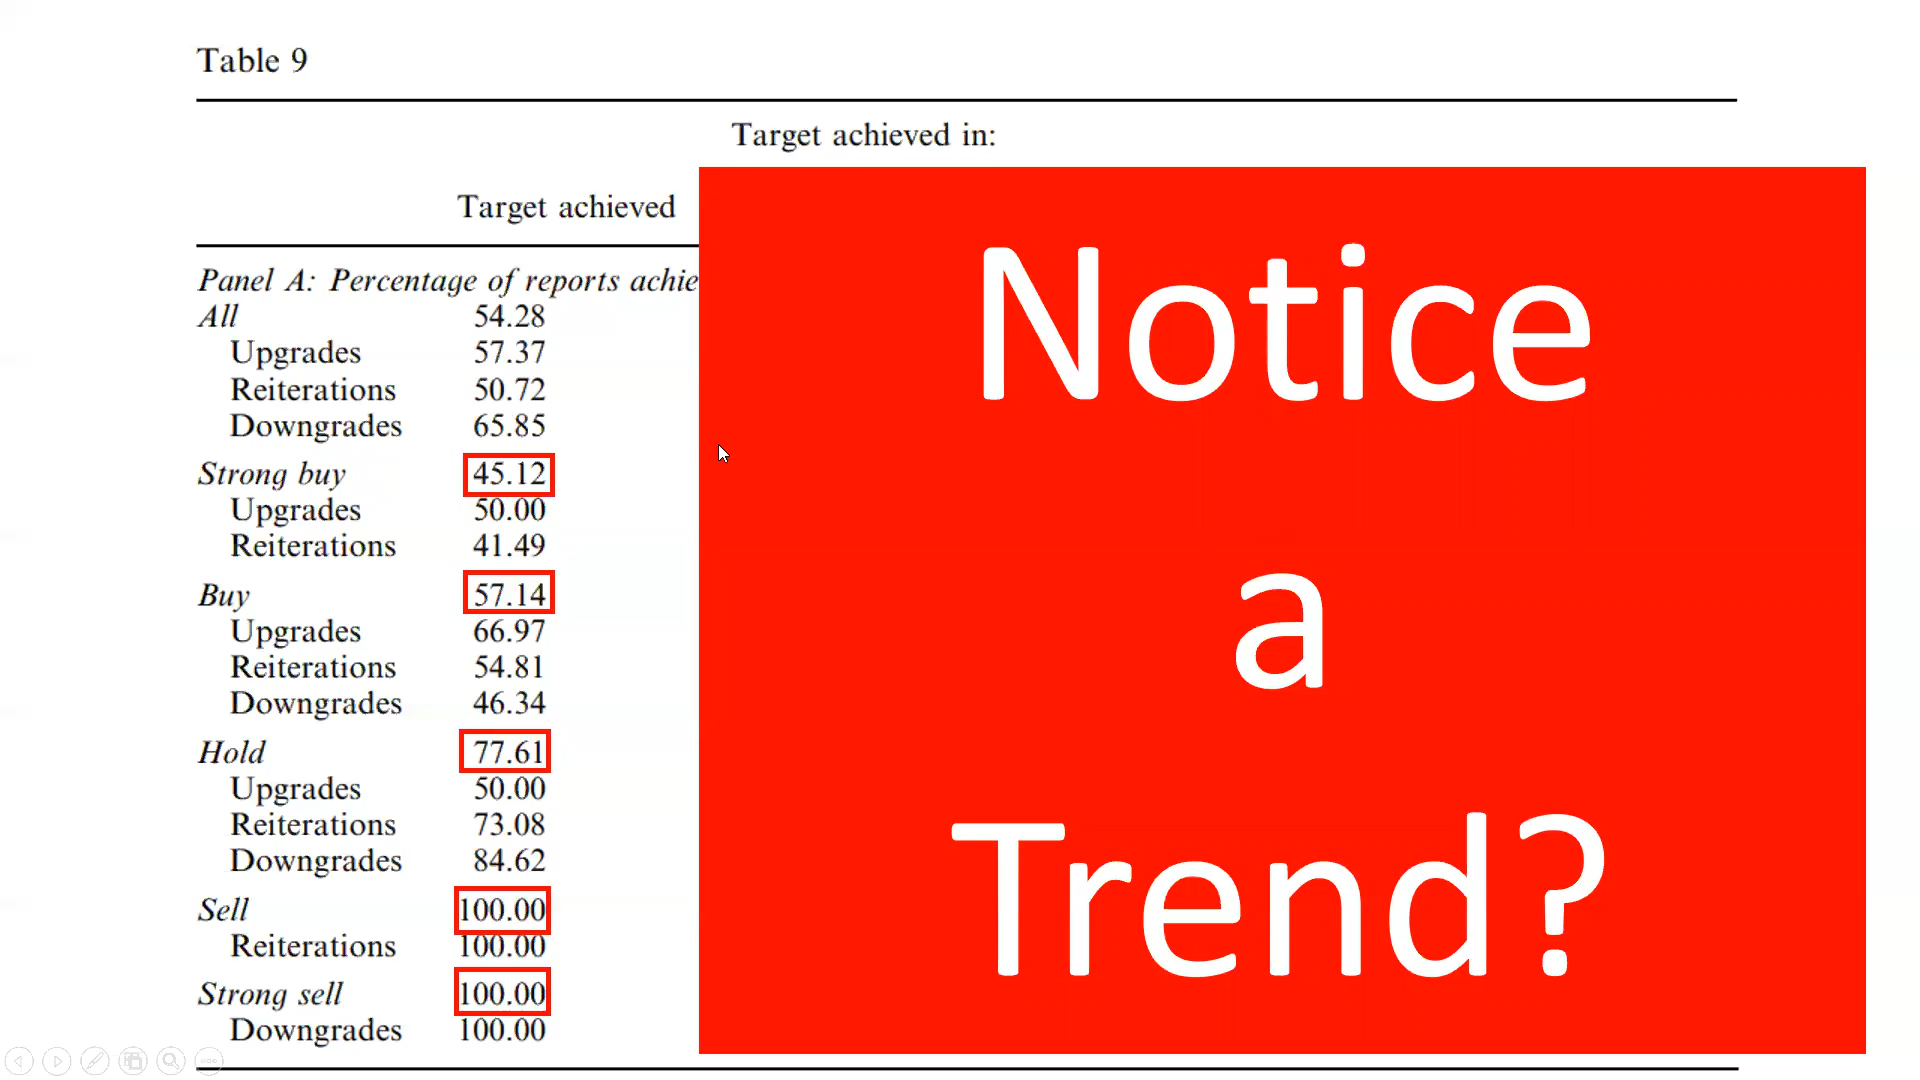 Table 9
Target achieved in:
Target achieved
Panel A: Percentage of reports achie
All 54.28
Upgrades 57.37
Reiterations 50.72
Downgrades 65.85
Strong buy 45.12
Upgrades 50.00
Reiterations 41.49
Buy 57.14
Upgrades 66.97
Reiterations 54.81
Downgrades 46.34
Hold 77.61
Upgrades 50.00
Reiterations 73.08
Downgrades 84.62
Sell 100.00
Reiterations 100.00
Strong sell 100.00
Downgrades 100.00
Notice
a
Trend?